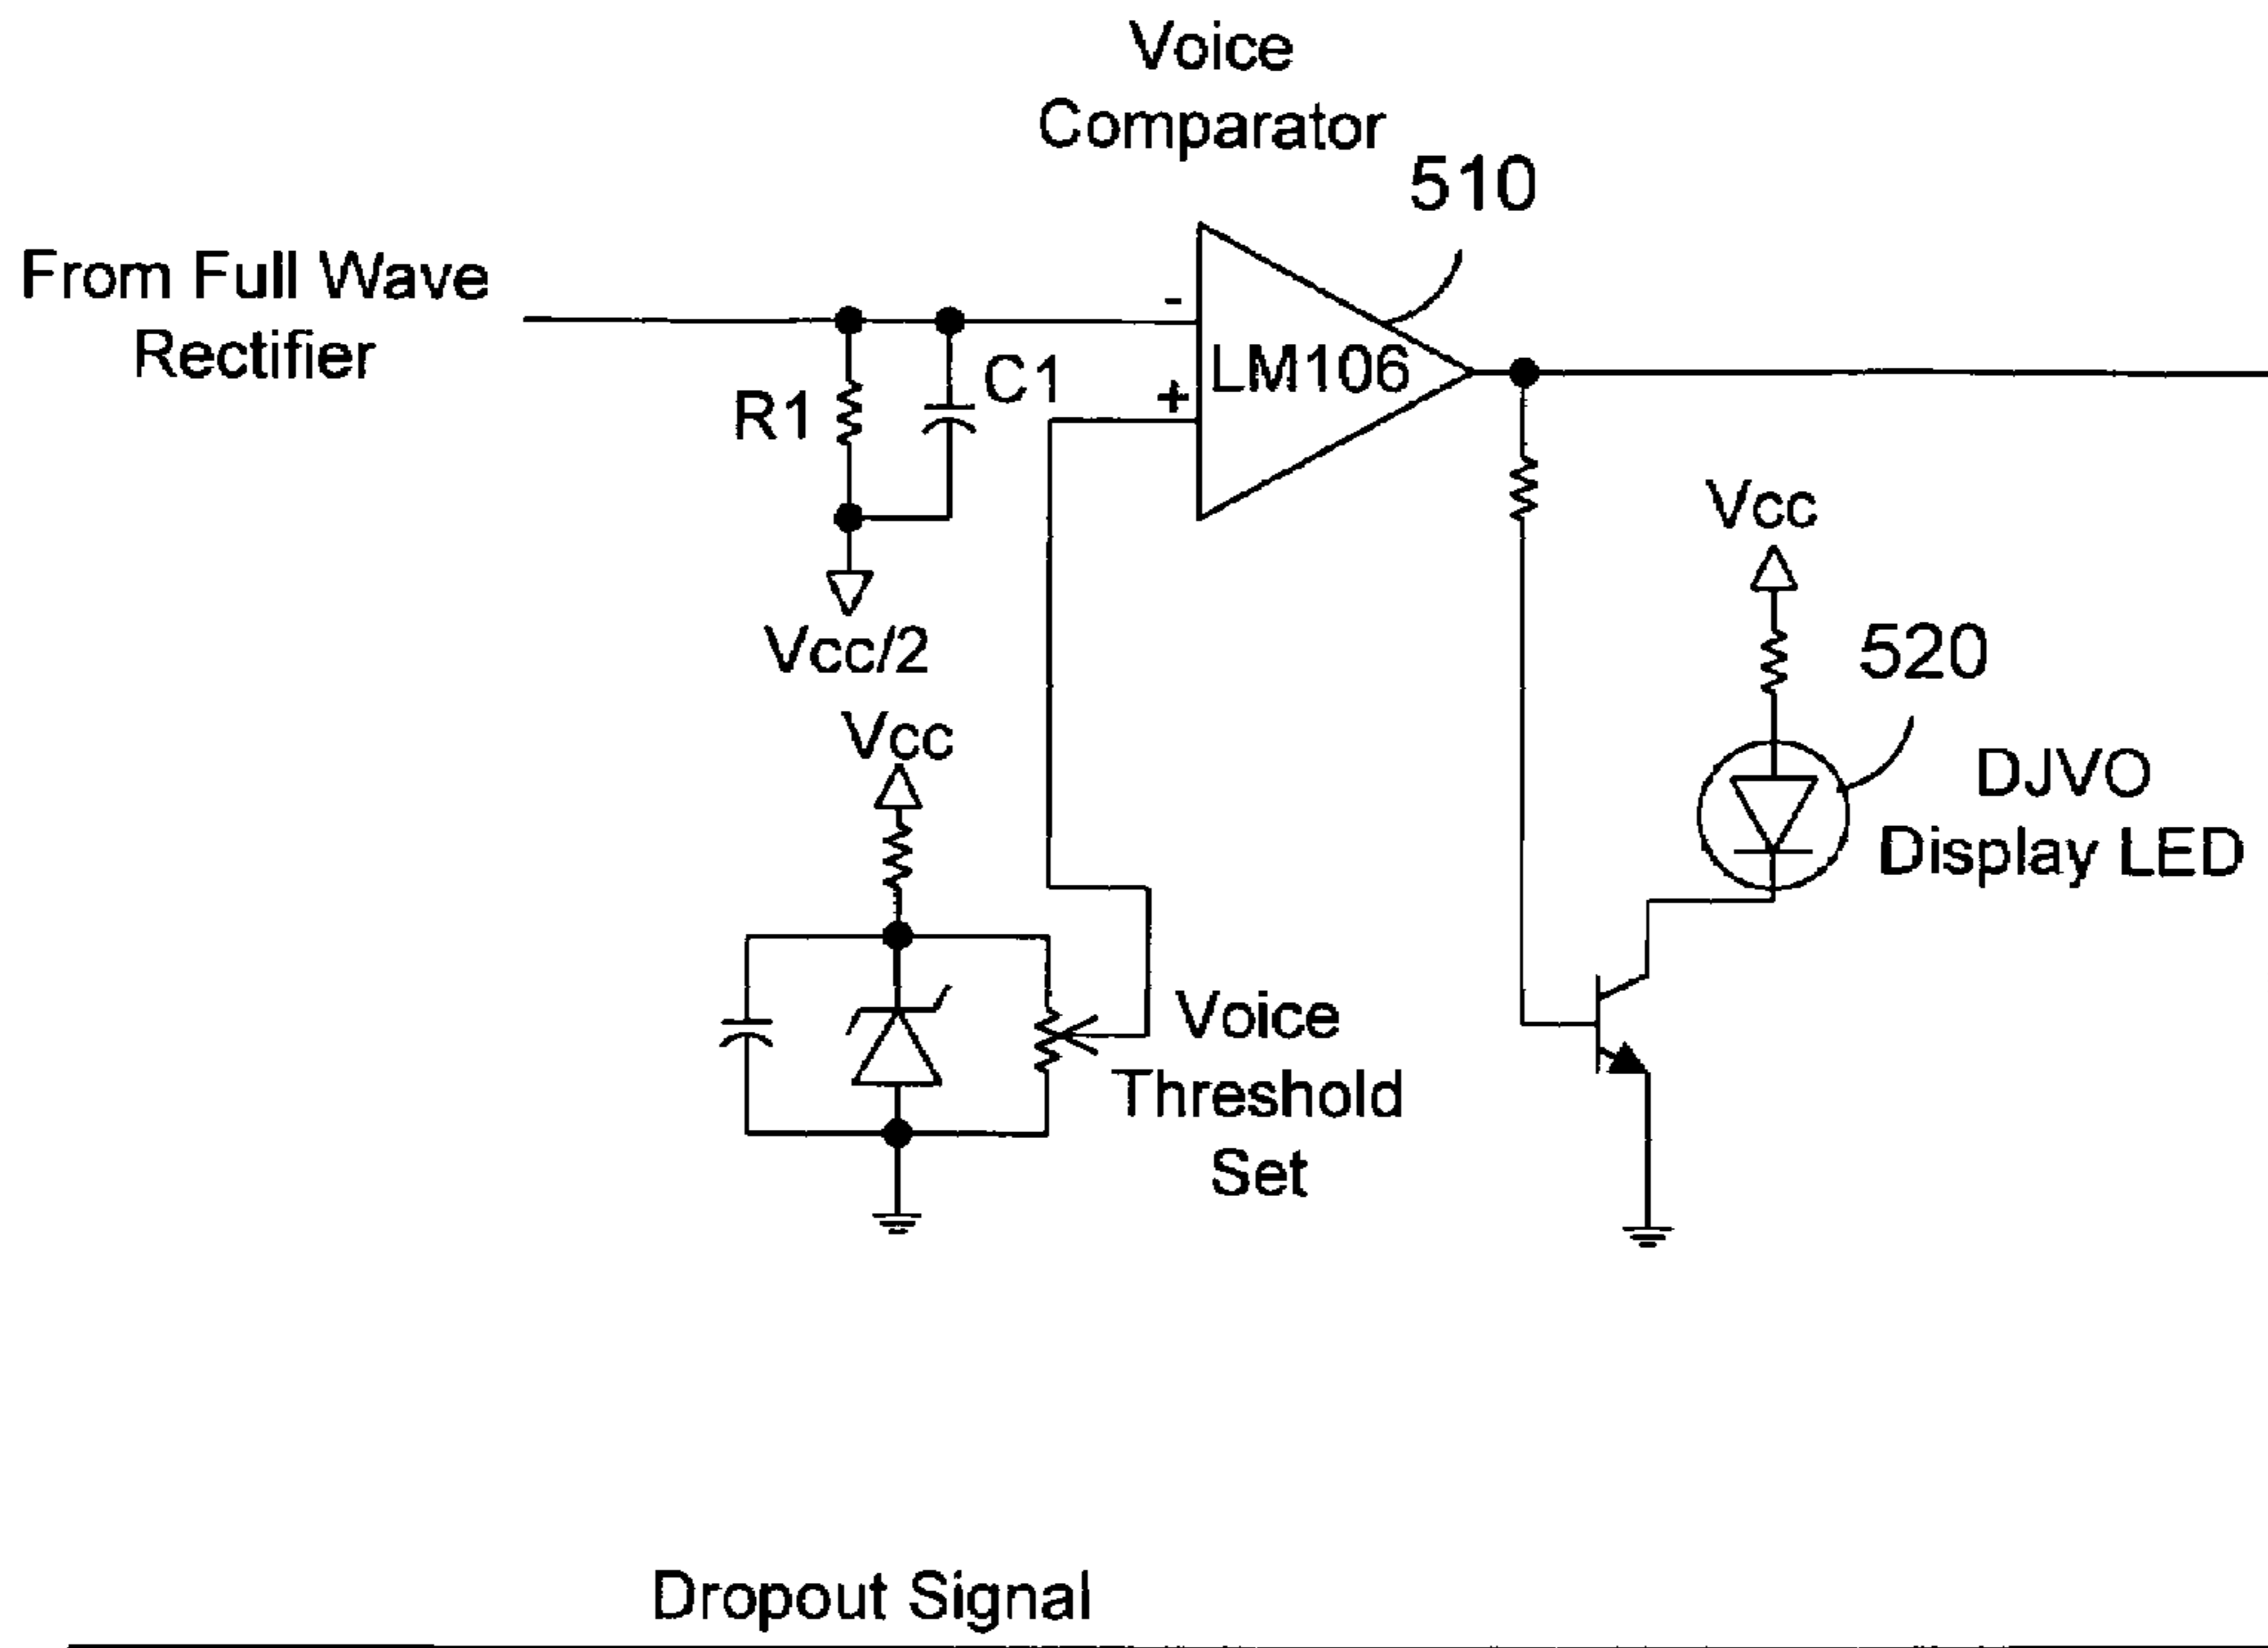 Voice
Comparator
510
From Full Wave
Rectifier
-
LM106
+
R1
C1
Vcc/2
Vcc
Vcc
520
DJVO
Display LED
Voice
Threshold
Set
Dropout Signal